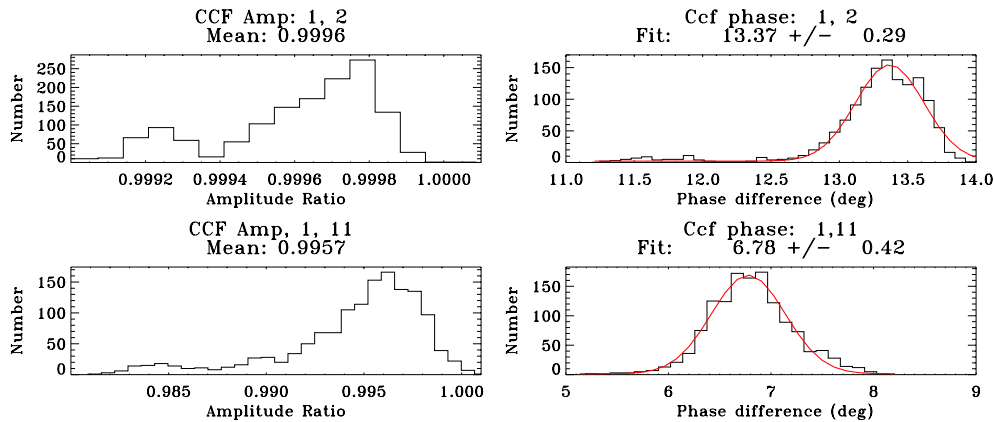 CCF Amp: 1, 2
Mean: 0.9996
Number
250
200
150
100
50
0
0.9992 0.9994 0.9996 0.9998 1.0000
Amplitude Ratio
Ccf phase: 1, 2
Fit: 13.37 +/- 0.29
Number
150
100
50
0
11.0 11.5 12.0 12.5 13.0 13.5 14.0
Phase difference (deg)
CCF Amp, 1, 11
Mean: 0.9957
Number
150
100
50
0
0.985 0.990 0.995 1.000
Amplitude Ratio
Ccf phase: 1,11
Fit: 6.78 +/- 0.42
Number
150
100
50
0
5 6 7 8 9
Phase difference (deg)